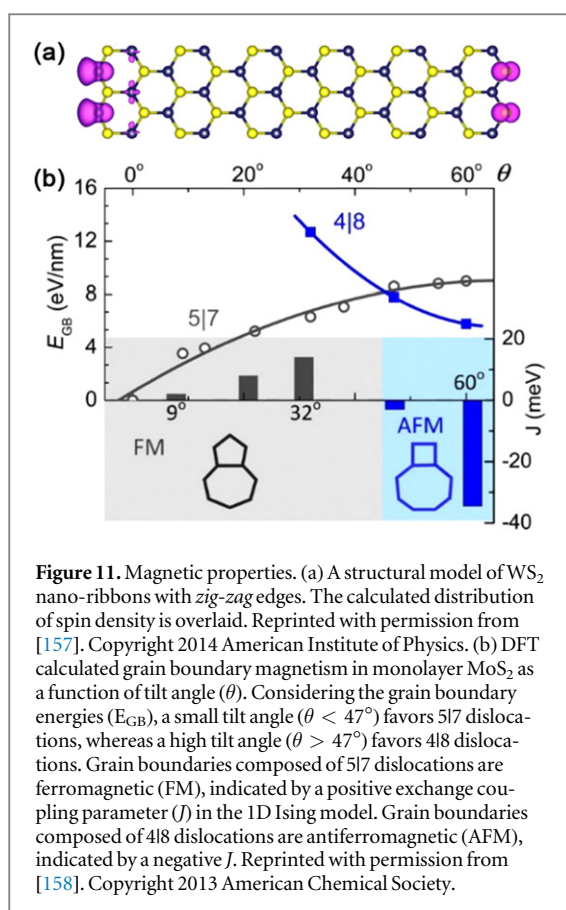 (a)
(b)
0° 20° 40° 60° θ
16
12
8
4
0
E_GB (eV/nm)
4|8
5|7
20
0
-20
-40
J (meV)
60°
9° 32°
FM
AFM
Figure 11. Magnetic properties. (a) A structural model of WS₂
nano-ribbons with zig-zag edges. The calculated distribution
of spin density is overlaid. Reprinted with permission from
[157]. Copyright 2014 American Institute of Physics. (b) DFT
calculated grain boundary magnetism in monolayer MoS₂ as
a function of tilt angle (θ). Considering the grain boundary
energies (E_GB), a small tilt angle (θ < 47°) favors 5|7 disloca-
tions, whereas a high tilt angle (θ > 47°) favors 4|8 disloca-
tions. Grain boundaries composed of 5|7 dislocations are
ferromagnetic (FM), indicated by a positive exchange cou-
pling parameter (J) in the 1D Ising model. Grain boundaries
composed of 4|8 dislocations are antiferromagnetic (AFM),
indicated by a negative J. Reprinted with permission from
[158]. Copyright 2013 American Chemical Society.